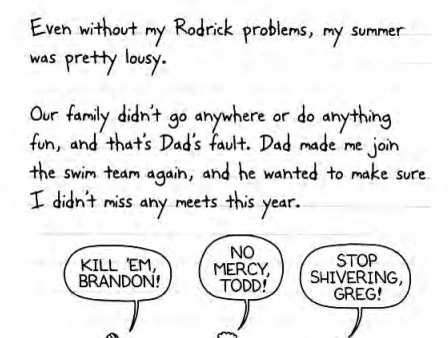 Even without my Rodrick problems, my summer
was pretty lousy.
Our family didn't go anywhere or do anything
fun, and that's Dad's fault. Dad made me join
the swim team again, and he wanted to make sure
I didn't miss any meets this year.
KILL 'EM,
BRANDON!
NO
MERCY,
TODD!
STOP
SHIVERING,
GREG!